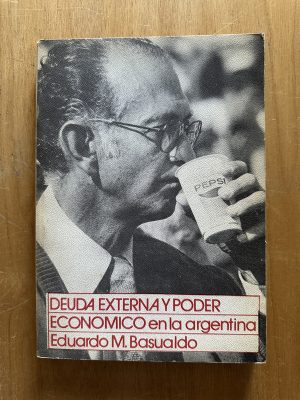 PEPSI
DEUDA EXTERNA Y PODER
ECONOMICO en la argentina
Eduardo M. Basualdo